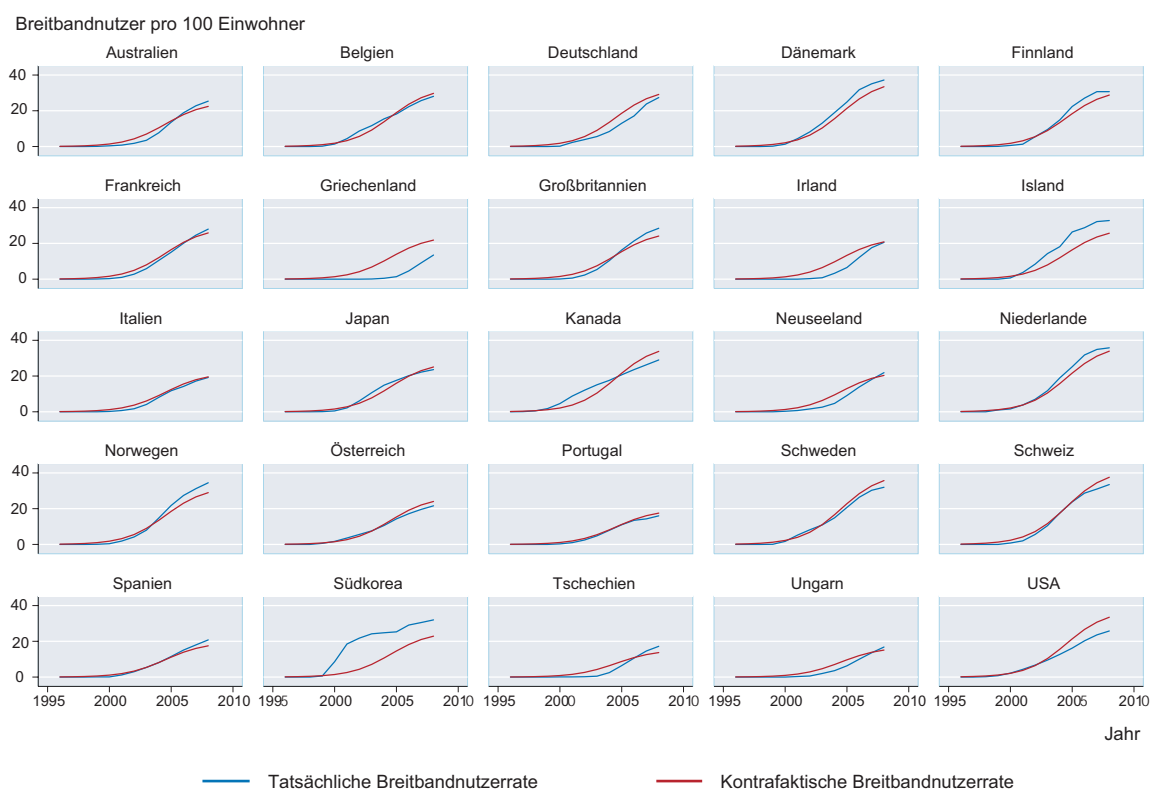 Breitbandnutzer pro 100 Einwohner
Australien Belgien Deutschland Dänemark Finnland
40
20
0
Frankreich Griechenland Großbritannien Irland Island
40
20
0
Italien Japan Kanada Neuseeland Niederlande
40
20
0
Norwegen Österreich Portugal Schweden Schweiz
40
20
0
Spanien Südkorea Tschechien Ungarn USA
40
20
0
1995 2000 2005 2010 1995 2000 2005 2010 1995 2000 2005 2010 1995 2000 2005 2010 1995 2000 2005 2010
Jahr
Tatsächliche Breitbandnutzerrate Kontrafaktische Breitbandnutzerrate